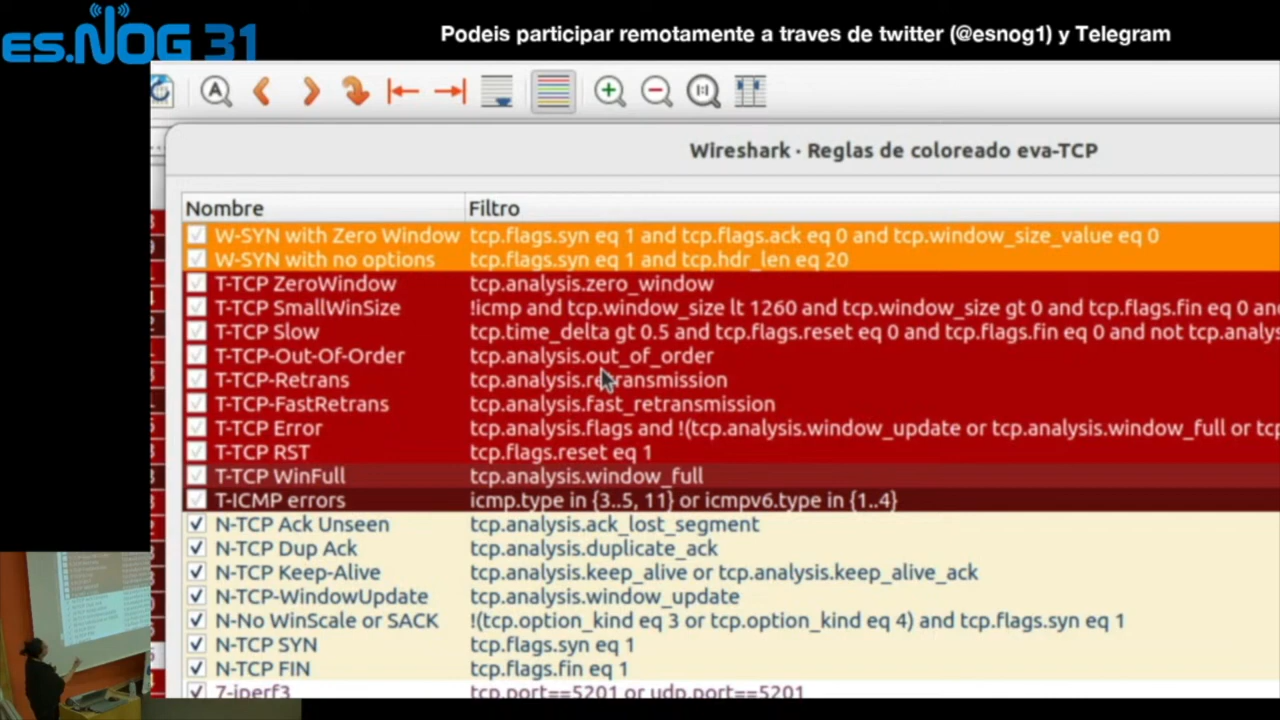 es.NOG 31
Podeis participar remotamente a traves de twitter (@esnog1) y Telegram
Wireshark · Reglas de coloreado eva-TCP
Nombre Filtro
W-SYN with Zero Window tcp.flags.syn eq 1 and tcp.flags.ack eq 0 and tcp.window_size_value eq 0
W-SYN with no options tcp.flags.syn eq 1 and tcp.hdr_len eq 20
T-TCP ZeroWindow tcp.analysis.zero_window
T-TCP SmallWinSize !icmp and tcp.window_size lt 1260 and tcp.window_size gt 0 and tcp.flags.fin eq 0 and
T-TCP Slow tcp.time_delta gt 0.5 and tcp.flags.reset eq 0 and tcp.flags.fin eq 0 and not tcp.analys
T-TCP-Out-Of-Order tcp.analysis.out_of_order
T-TCP-Retrans tcp.analysis.retransmission
T-TCP-FastRetrans tcp.analysis.fast_retransmission
T-TCP Error tcp.analysis.flags and !(tcp.analysis.window_update or tcp.analysis.window_full or tc
T-TCP RST tcp.flags.reset eq 1
T-TCP WinFull tcp.analysis.window_full
T-ICMP errors icmp.type in {3..5, 11} or icmpv6.type in {1..4}
N-TCP Ack Unseen tcp.analysis.ack_lost_segment
N-TCP Dup Ack tcp.analysis.duplicate_ack
N-TCP Keep-Alive tcp.analysis.keep_alive or tcp.analysis.keep_alive_ack
N-TCP-WindowUpdate tcp.analysis.window_update
N-No WinScale or SACK !(tcp.option_kind eq 3 or tcp.option_kind eq 4) and tcp.flags.syn eq 1
N-TCP SYN tcp.flags.syn eq 1
N-TCP FIN tcp.flags.fin eq 1
7-iperf3 tcp.port==5201 or udp.port==5201